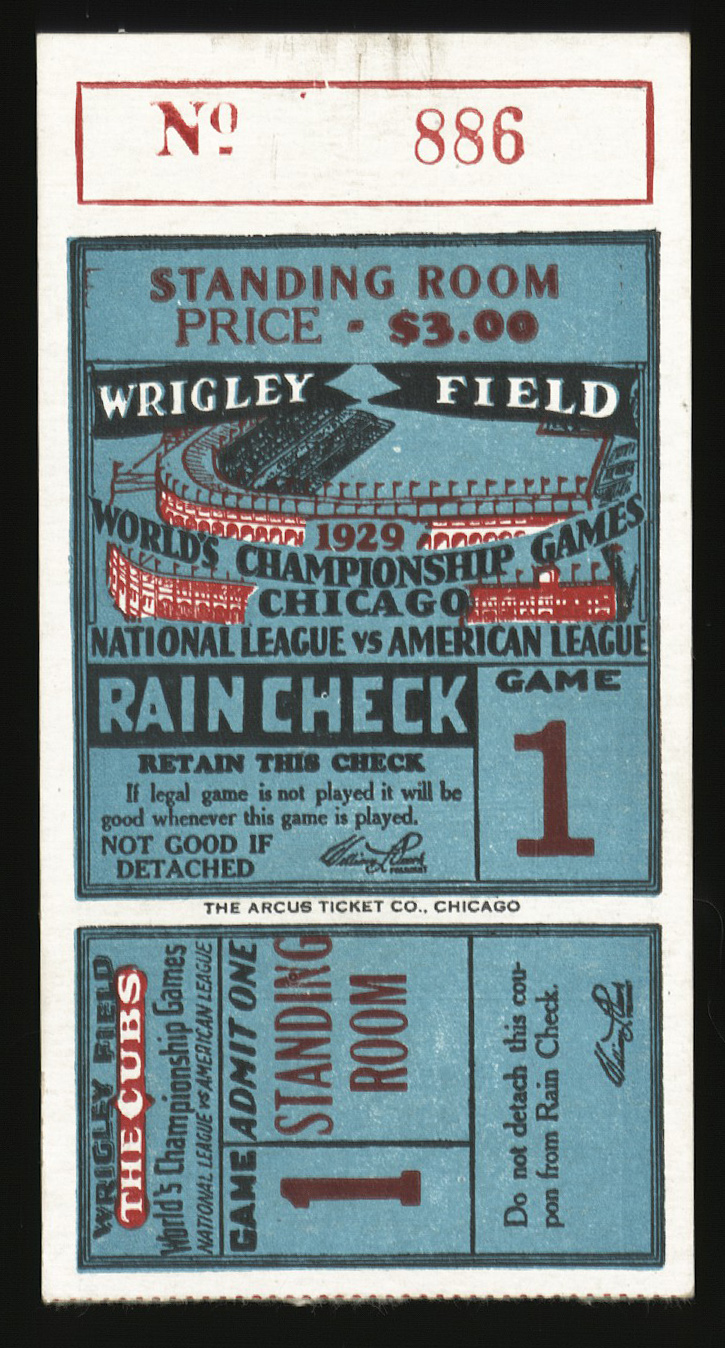 Nº 886
STANDING ROOM
PRICE - $3.00
WRIGLEY FIELD
1929
WORLD'S CHAMPIONSHIP GAMES
CHICAGO
NATIONAL LEAGUE VS AMERICAN LEAGUE
RAIN CHECK
RETAIN THIS CHECK
If legal game is not played it will be
good whenever this game is played.
NOT GOOD IF
DETACHED
PRESIDENT
GAME
1
THE ARCUS TICKET CO., CHICAGO
WRIGLEY FIELD
THE CUBS
World's Championship Games
NATIONAL LEAGUE VS AMERICAN LEAGUE
GAME ADMIT ONE
1
STANDING
ROOM
Do not detach this cou-
pon from Rain Check.